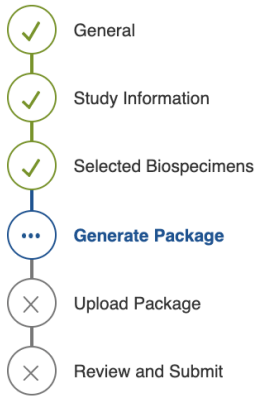 General
Study Information
Selected Biospecimens
Generate Package
Upload Package
Review and Submit